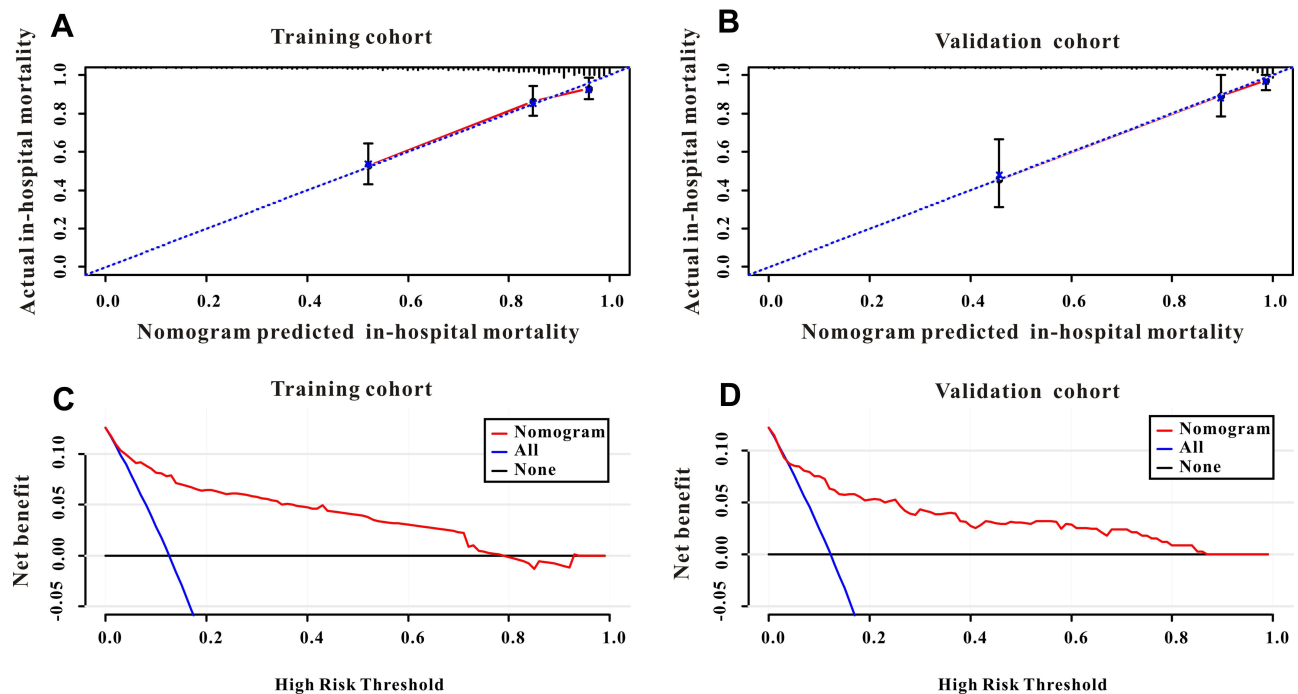 A
Training cohort
Actual in-hospital mortality
0.0 0.2 0.4 0.6 0.8 1.0
0.0 0.2 0.4 0.6 0.8 1.0
Nomogram predicted in-hospital mortality
B
Validation cohort
Actual in-hospital mortality
0.0 0.2 0.4 0.6 0.8 1.0
0.0 0.2 0.4 0.6 0.8 1.0
Nomogram predicted in-hospital mortality
C
Training cohort
Nomogram
All
None
Net benefit
-0.05 0.00 0.05 0.10
0.0 0.2 0.4 0.6 0.8 1.0
High Risk Threshold
D
Validation cohort
Nomogram
All
None
Net benefit
-0.05 0.00 0.05 0.10
0.0 0.2 0.4 0.6 0.8 1.0
High Risk Threshold